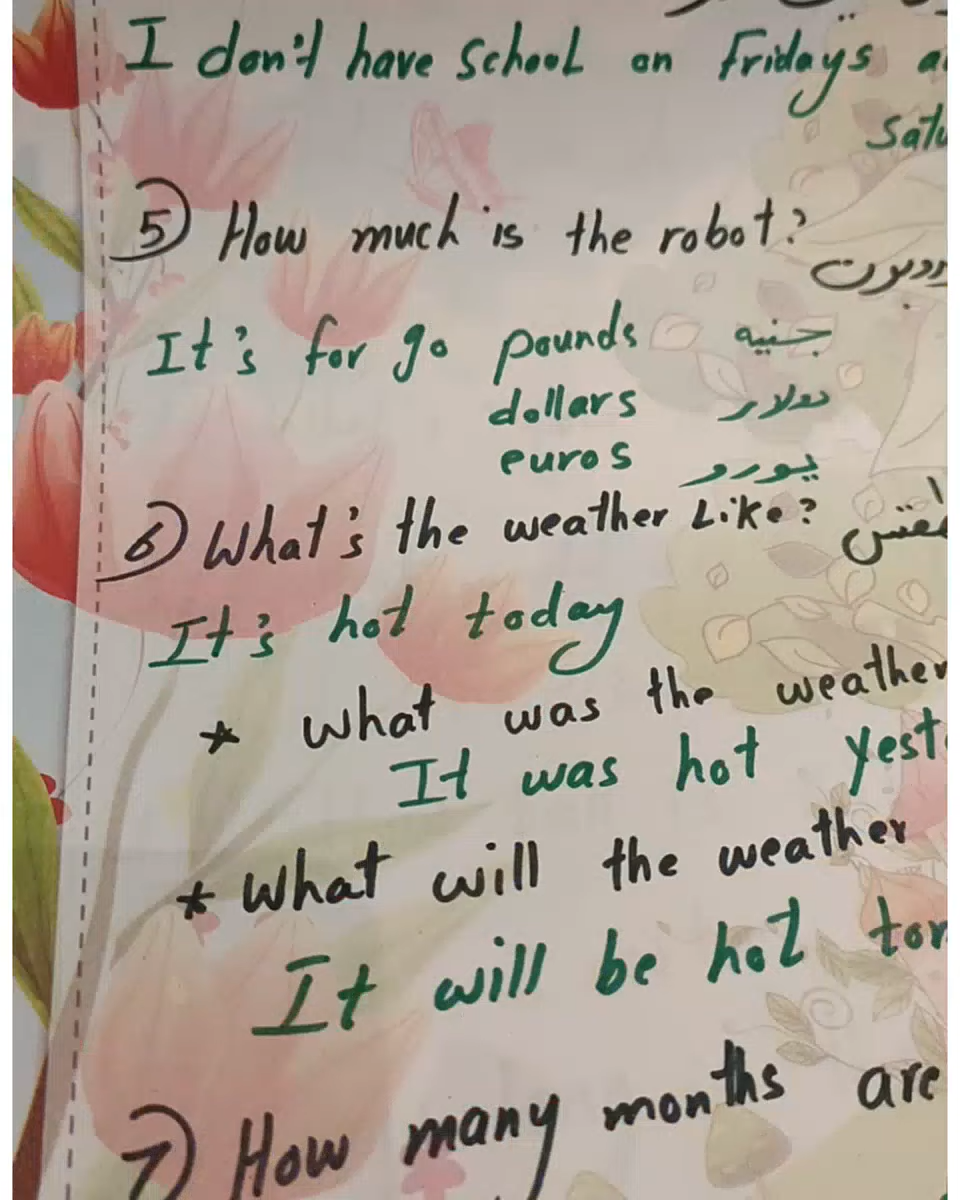 I don't have school on Fridays
5 How much is the robot?
روبوت
It's for 90 pounds جنيه
dollars دولار
euros يورو
6 What's the weather Like?
It's hot today
* What was the weather
It was hot
* What will the weather
It will be hot
7 How many months are